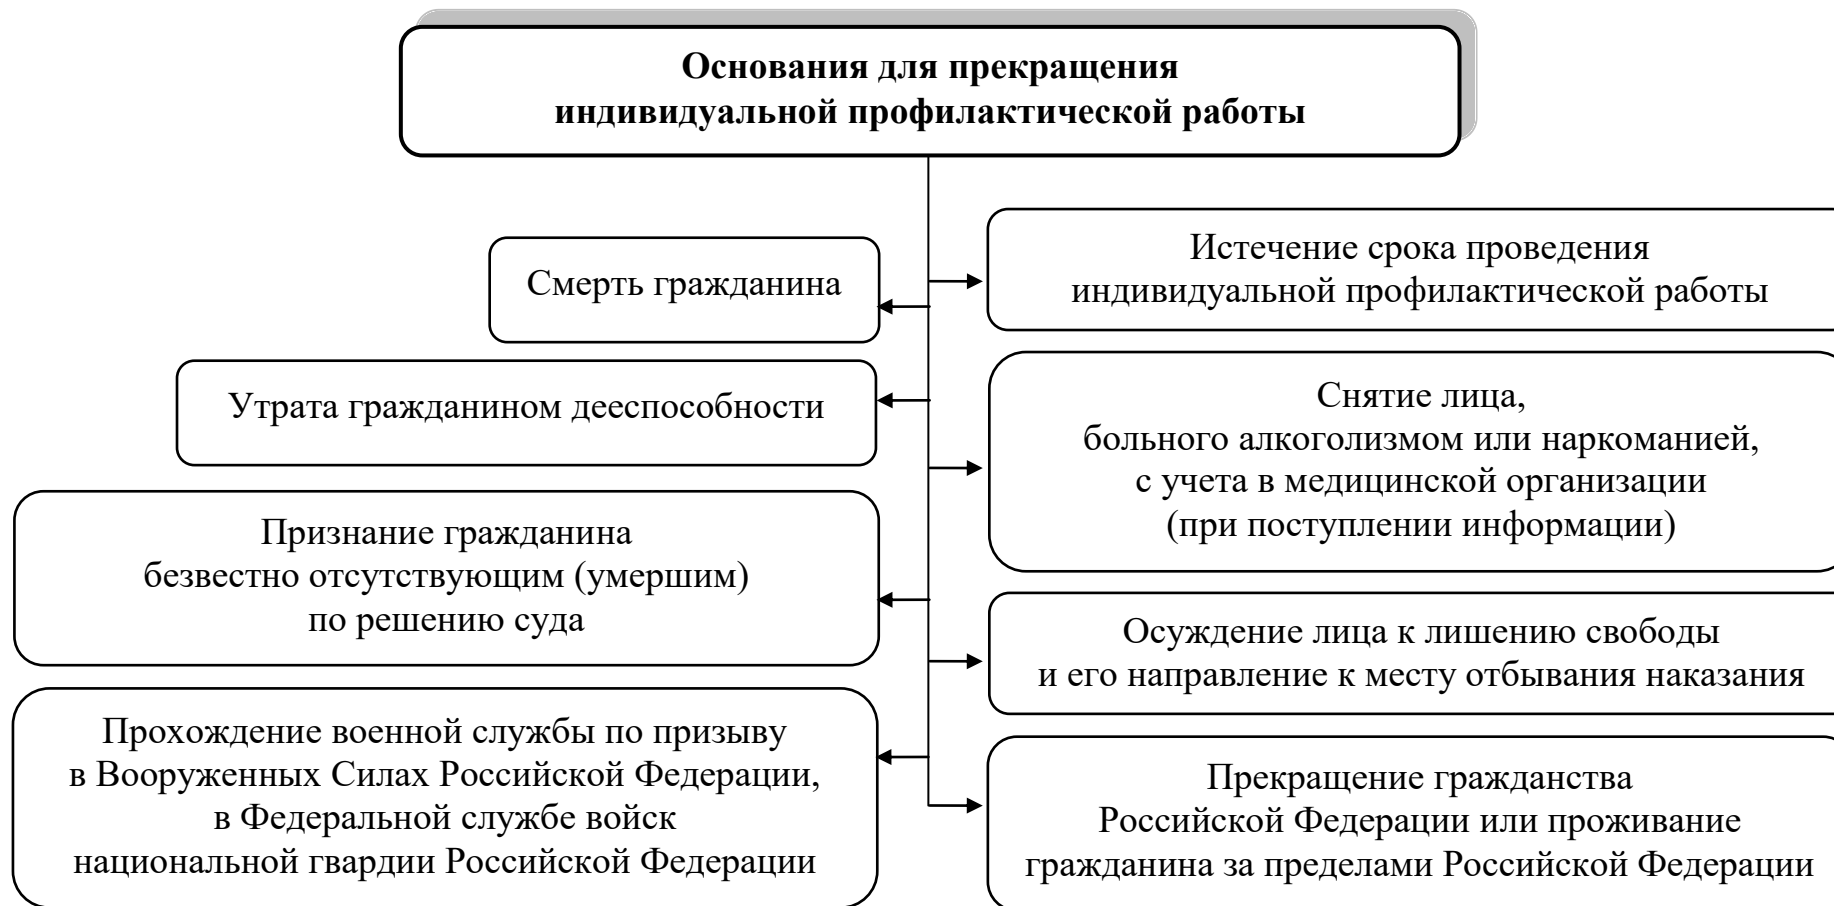 Основания для прекращения
индивидуальной профилактической работы
Смерть гражданина
Утрата гражданином дееспособности
Признание гражданина
безвестно отсутствующим (умершим)
по решению суда
Прохождение военной службы по призыву
в Вооруженных Силах Российской Федерации,
в Федеральной службе войск
национальной гвардии Российской Федерации
Истечение срока проведения
индивидуальной профилактической работы
Снятие лица,
больного алкоголизмом или наркоманией,
с учета в медицинской организации
(при поступлении информации)
Осуждение лица к лишению свободы
и его направление к месту отбывания наказания
Прекращение гражданства
Российской Федерации или проживание
гражданина за пределами Российской Федерации